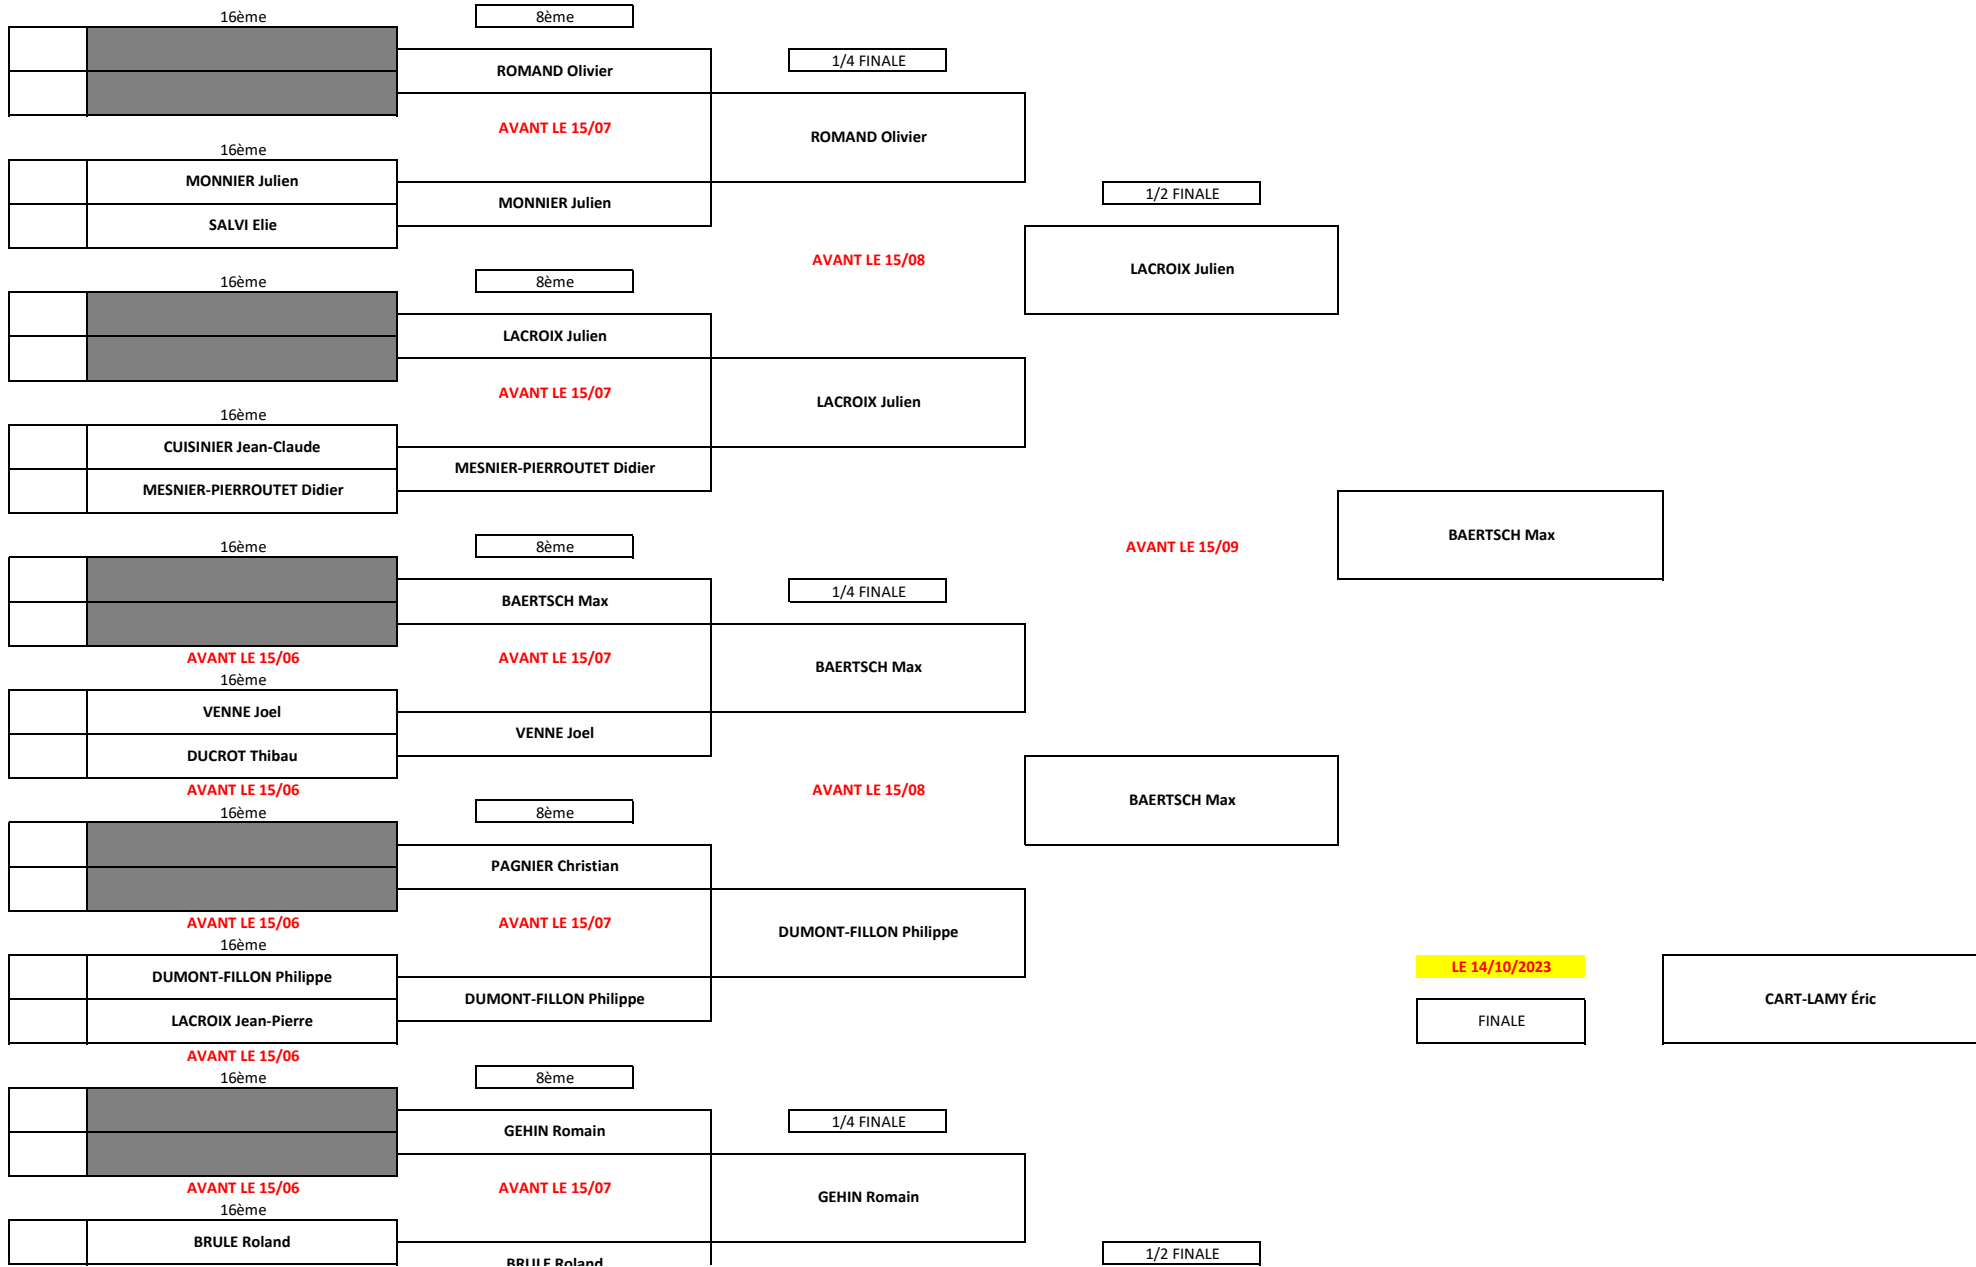 16ème
8ème
ROMAND Olivier
1/4 FINALE
AVANT LE 15/07
ROMAND Olivier
16ème
MONNIER Julien
MONNIER Julien
1/2 FINALE
SALVI Elie
AVANT LE 15/08
LACROIX Julien
16ème
8ème
LACROIX Julien
AVANT LE 15/07
LACROIX Julien
16ème
CUISINIER Jean-Claude
MESNIER-PIERROUTET Didier
MESNIER-PIERROUTET Didier
BAERTSCH Max
16ème
8ème
AVANT LE 15/09
BAERTSCH Max
1/4 FINALE
AVANT LE 15/06
AVANT LE 15/07
BAERTSCH Max
16ème
VENNE Joel
VENNE Joel
DUCROT Thibau
AVANT LE 15/06
AVANT LE 15/08
BAERTSCH Max
16ème
8ème
PAGNIER Christian
AVANT LE 15/06
AVANT LE 15/07
DUMONT-FILLON Philippe
16ème
DUMONT-FILLON Philippe
LE 14/10/2023
DUMONT-FILLON Philippe
CART-LAMY Éric
LACROIX Jean-Pierre
FINALE
AVANT LE 15/06
16ème
8ème
GEHIN Romain
1/4 FINALE
AVANT LE 15/06
AVANT LE 15/07
GEHIN Romain
16ème
BRULE Roland
BRULE Roland
1/2 FINALE